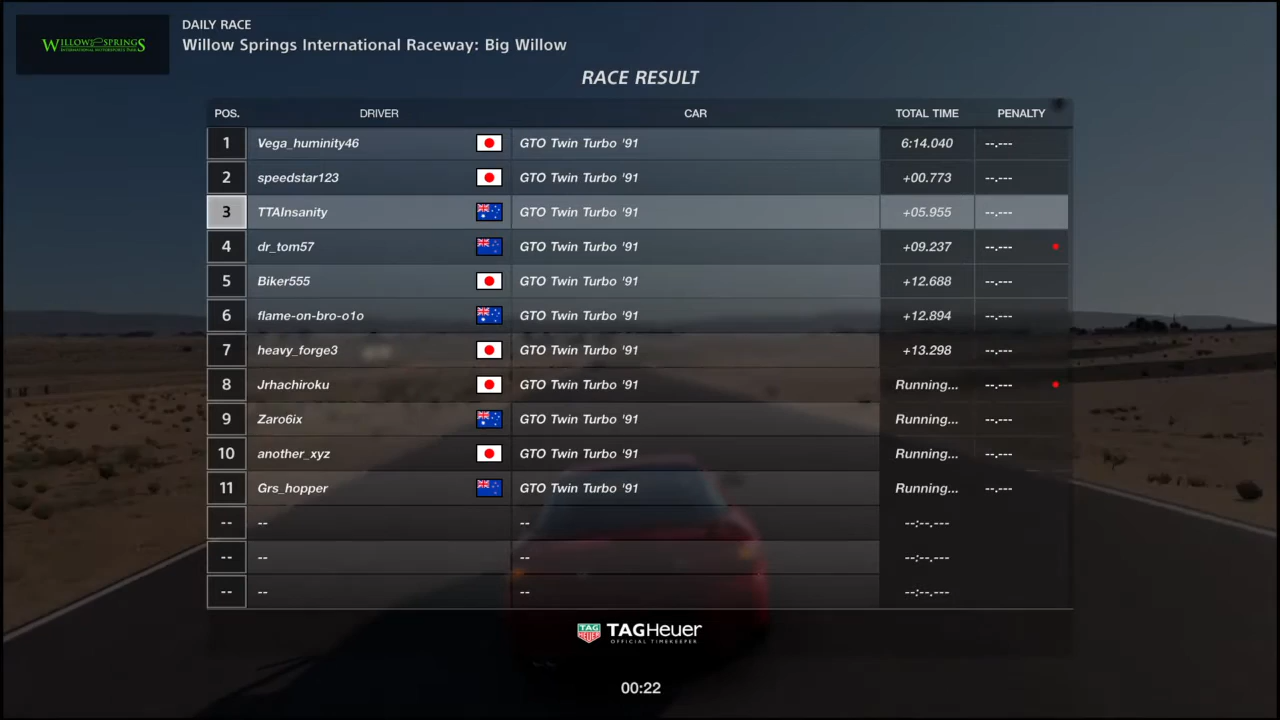 DAILY RACE
WILLOW SPRINGS
Willow Springs International Raceway: Big Willow
RACE RESULT
POS. DRIVER CAR TOTAL TIME PENALTY
1 Vega_huminity46 GTO Twin Turbo '91 6:14.040 --.---
2 speedstar123 GTO Twin Turbo '91 +00.773 --.---
3 TTAInsanity GTO Twin Turbo '91 +05.955 --.---
4 dr_tom57 GTO Twin Turbo '91 +09.237 --.---
5 Biker555 GTO Twin Turbo '91 +12.688 --.---
6 flame-on-bro-o1o GTO Twin Turbo '91 +12.894 --.---
7 heavy_forge3 GTO Twin Turbo '91 +13.298 --.---
8 Jrhachiroku GTO Twin Turbo '91 Running... --.---
9 Zaro6ix GTO Twin Turbo '91 Running... --.---
10 another_xyz GTO Twin Turbo '91 Running... --.---
11 Grs_hopper GTO Twin Turbo '91 Running... --.---
-- -- -- --:--.---
-- -- -- --:--.---
-- -- -- --:--.---
TAG HEUER TAGHeuer
OFFICIAL TIMEKEEPER
00:22